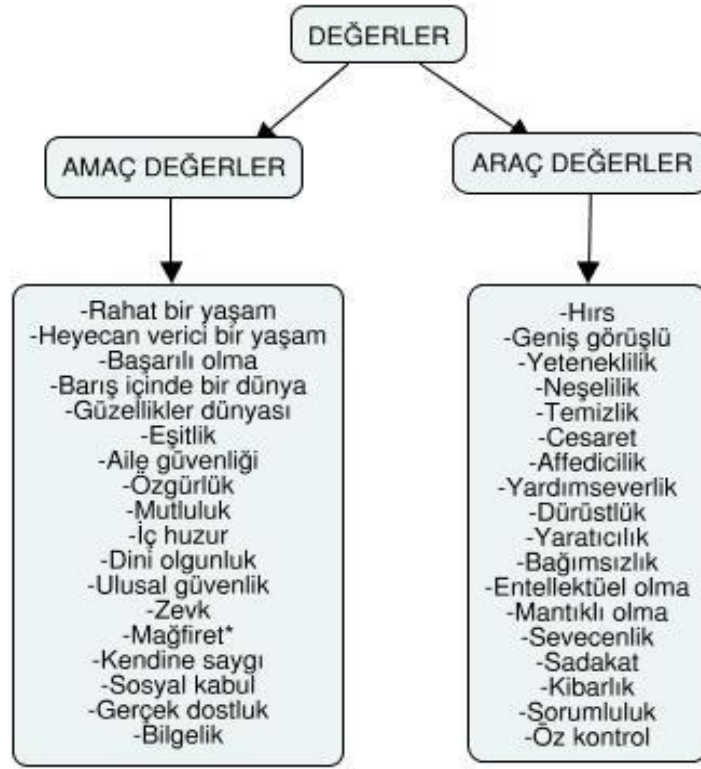 DEĞERLER
AMAÇ DEĞERLER
ARAÇ DEĞERLER
-Rahat bir yaşam
-Heyecan verici bir yaşam
-Başarılı olma
-Barış içinde bir dünya
-Güzellikler dünyası
-Eşitlik
-Aile güvenliği
-Özgürlük
-Mutluluk
-İç huzur
-Dini olgunluk
-Ulusal güvenlik
-Zevk
-Mağfiret*
-Kendine saygı
-Sosyal kabul
-Gerçek dostluk
-Bilgelik
-Hırs
-Geniş görüşlü
-Yeteneklilik
-Neşelilik
-Temizlik
-Cesaret
-Affedicilik
-Yardımseverlik
-Dürüstlük
-Yaratıcılık
-Bağımsızlık
-Entellektüel olma
-Mantıklı olma
-Sevecenlik
-Sadakat
-Kibarlık
-Sorumluluk
-Öz kontrol